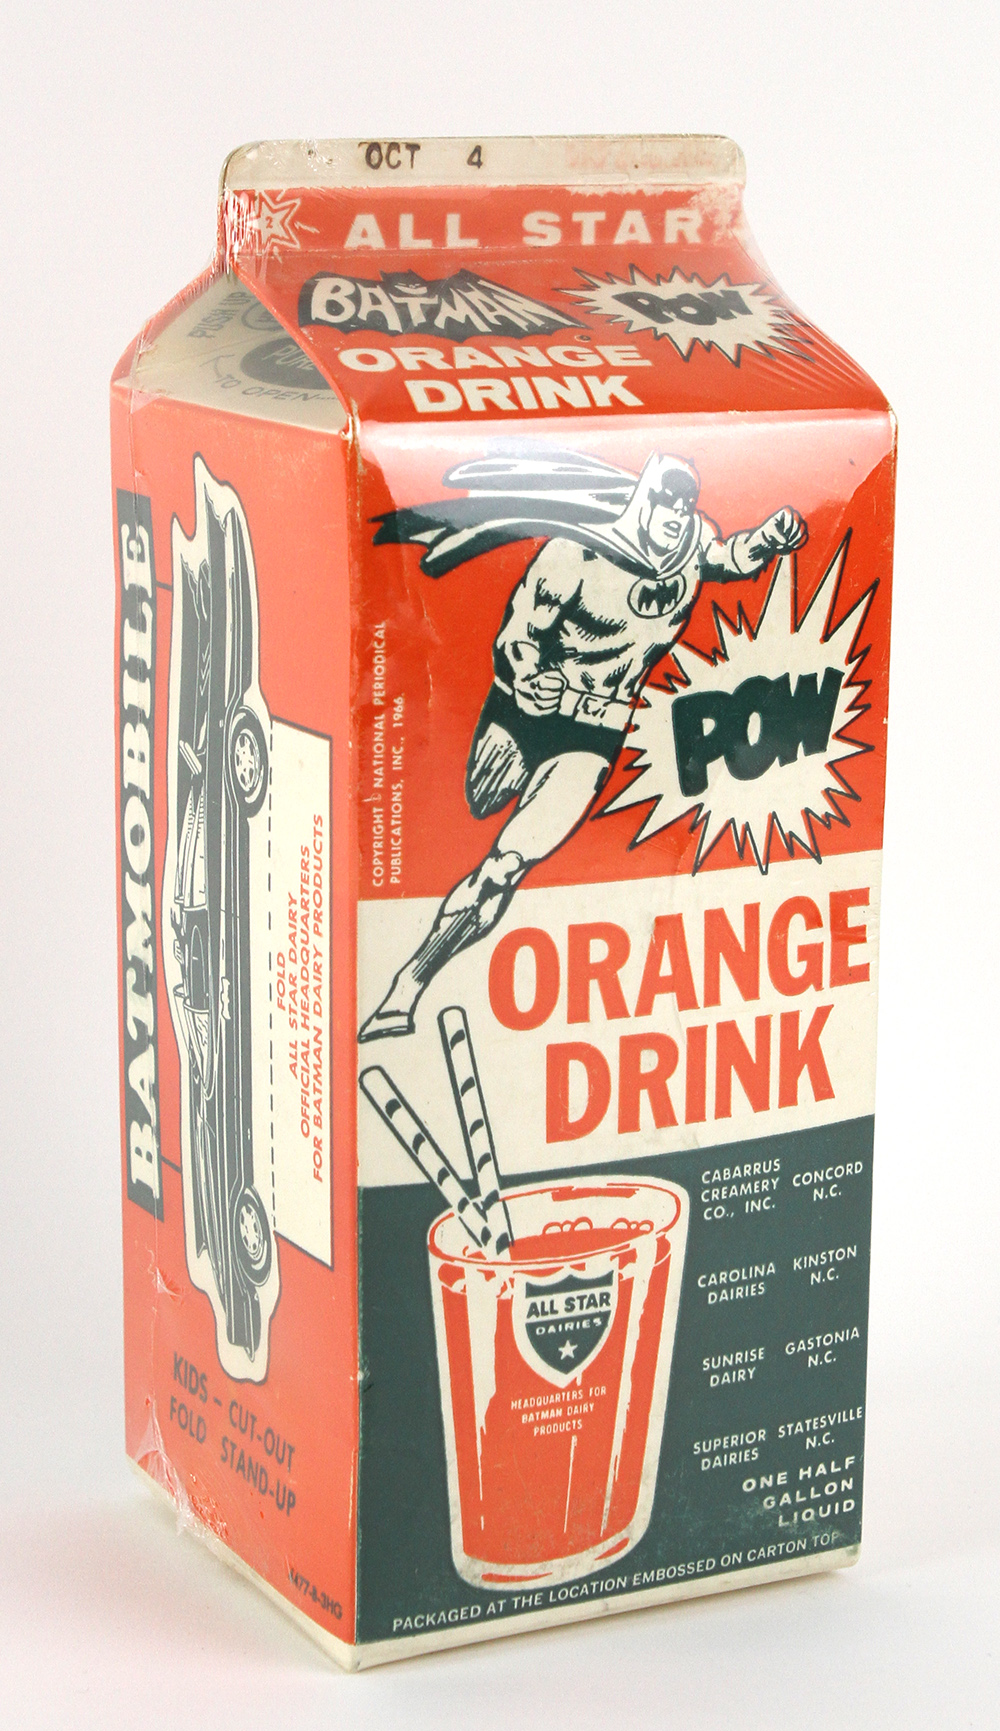 OCT 4
2
ALL STAR
BATMAN
POW
ORANGE
DRINK
PUSH UP
TO OPEN
BATMOBILE
FOLD
ALL STAR DAIRY
OFFICIAL HEADQUARTERS
FOR BATMAN DAIRY PRODUCTS
KIDS - CUT-OUT
FOLD STAND-UP
COPYRIGHT © NATIONAL PERIODICAL
PUBLICATIONS, INC., 1966.
POW
ORANGE
DRINK
CABARRUS
CREAMERY
CO., INC.
CONCORD
N.C.
CAROLINA
DAIRIES
KINSTON
N.C.
SUNRISE
DAIRY
GASTONIA
N.C.
SUPERIOR
DAIRIES
STATESVILLE
N.C.
ONE HALF
GALLON
LIQUID
ALL STAR
DAIRIES
HEADQUARTERS FOR
BATMAN DAIRY
PRODUCTS
PACKAGED AT THE LOCATION EMBOSSED ON CARTON TOP